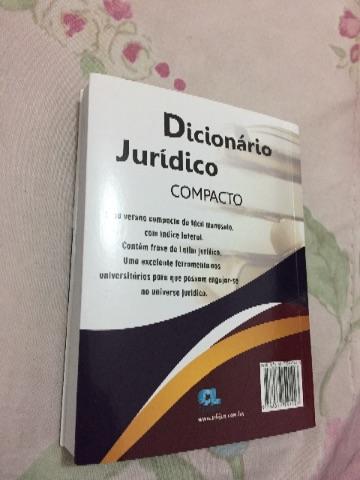 Dicionário
Jurídico
COMPACTO
versão compacta de fácil manuseio,
com índice lateral.
Contém frase do Latim jurídico.
Uma excelente ferramenta aos
universitários para que possam engajar-se
no universo jurídico.
CL